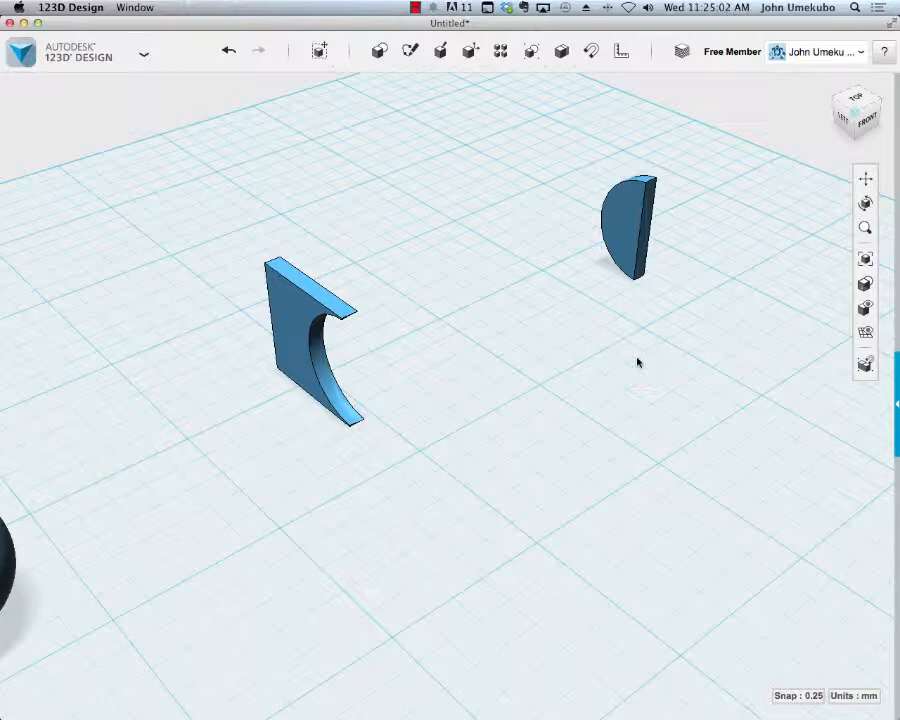 123D Design Window
11 Wed 11:25:02 AM John Umekubo
Untitled*
AUTODESK®
123D® DESIGN
Free Member John Umeku ... ?
TOP
LEFT FRONT
Snap : 0.25 Units : mm